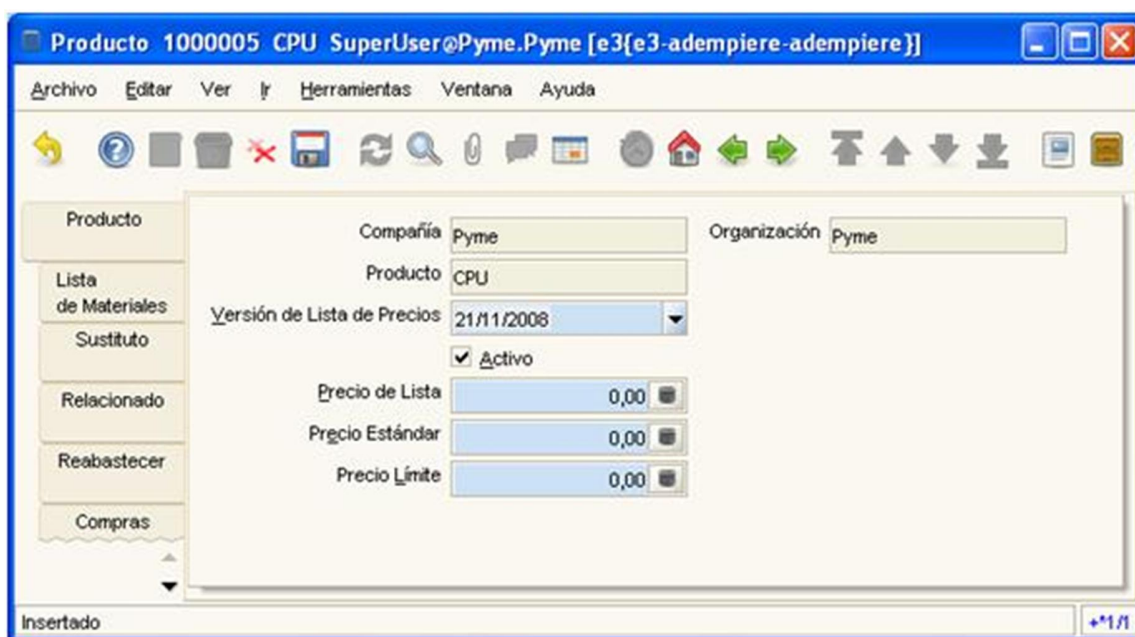 Producto 1000005 CPU SuperUser@Pyme.Pyme [e3{e3-adempiere-adempiere}]
Archivo Editar Ver Ir Herramientas Ventana Ayuda
Producto
Lista
de Materiales
Sustituto
Relacionado
Reabastecer
Compras
Compañía Pyme Organización Pyme
Producto CPU
Versión de Lista de Precios 21/11/2008
Activo
Precio de Lista 0,00
Precio Estándar 0,00
Precio Límite 0,00
Insertado +*1/1